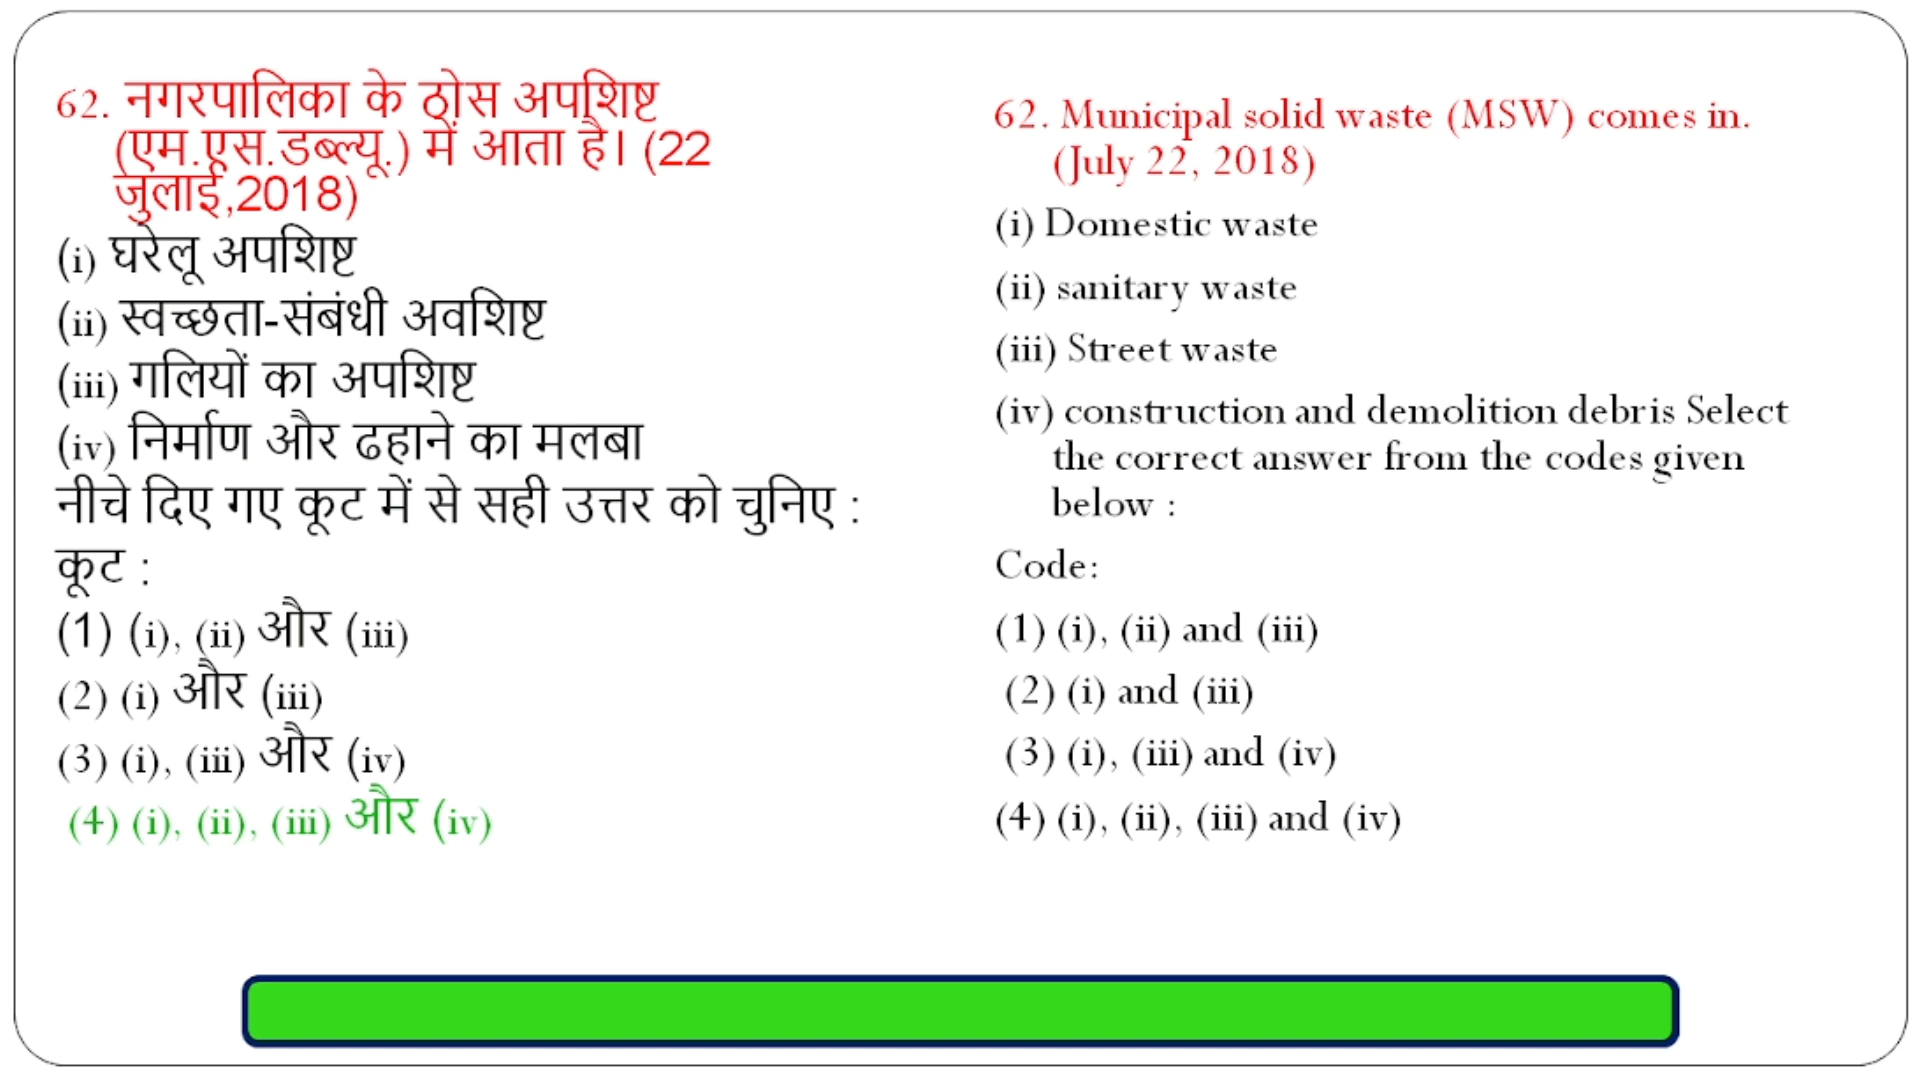 62. नगरपालिका के ठोस अपशिष्ट
(एम.एस.डब्ल्यू.) में आता है। (22
जुलाई,2018)
(i) घरेलू अपशिष्ट
(ii) स्वच्छता-संबंधी अवशिष्ट
(iii) गलियों का अपशिष्ट
(iv) निर्माण और ढहाने का मलबा
नीचे दिए गए कूट में से सही उत्तर को चुनिए :
कूट :
(1) (i), (ii) और (iii)
(2) (i) और (iii)
(3) (i), (iii) और (iv)
(4) (i), (ii), (iii) और (iv)
62. Municipal solid waste (MSW) comes in.
(July 22, 2018)
(i) Domestic waste
(ii) sanitary waste
(iii) Street waste
(iv) construction and demolition debris Select
the correct answer from the codes given
below :
Code:
(1) (i), (ii) and (iii)
(2) (i) and (iii)
(3) (i), (iii) and (iv)
(4) (i), (ii), (iii) and (iv)